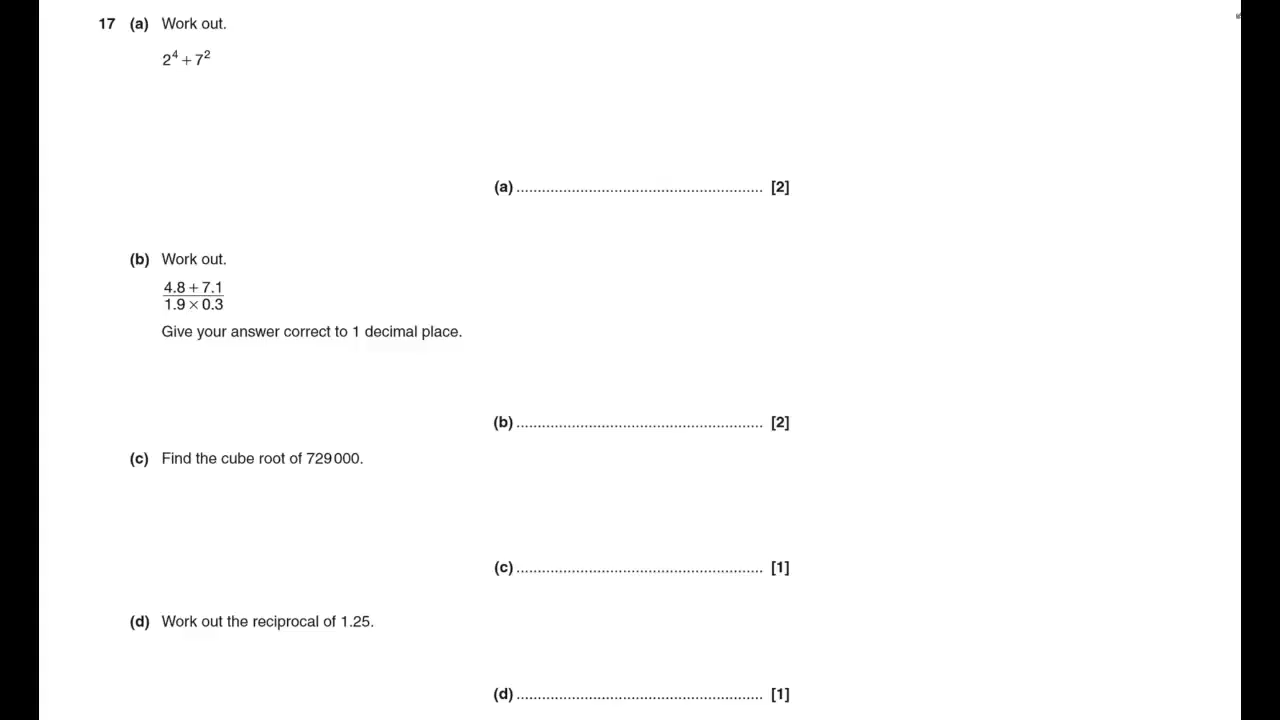 17 (a) Work out.
2⁴ + 7²
(a) .......................................................... [2]
(b) Work out.
4.8 + 7.1
1.9 × 0.3
Give your answer correct to 1 decimal place.
(b) .......................................................... [2]
(c) Find the cube root of 729 000.
(c) .......................................................... [1]
(d) Work out the reciprocal of 1.25.
(d) .......................................................... [1]